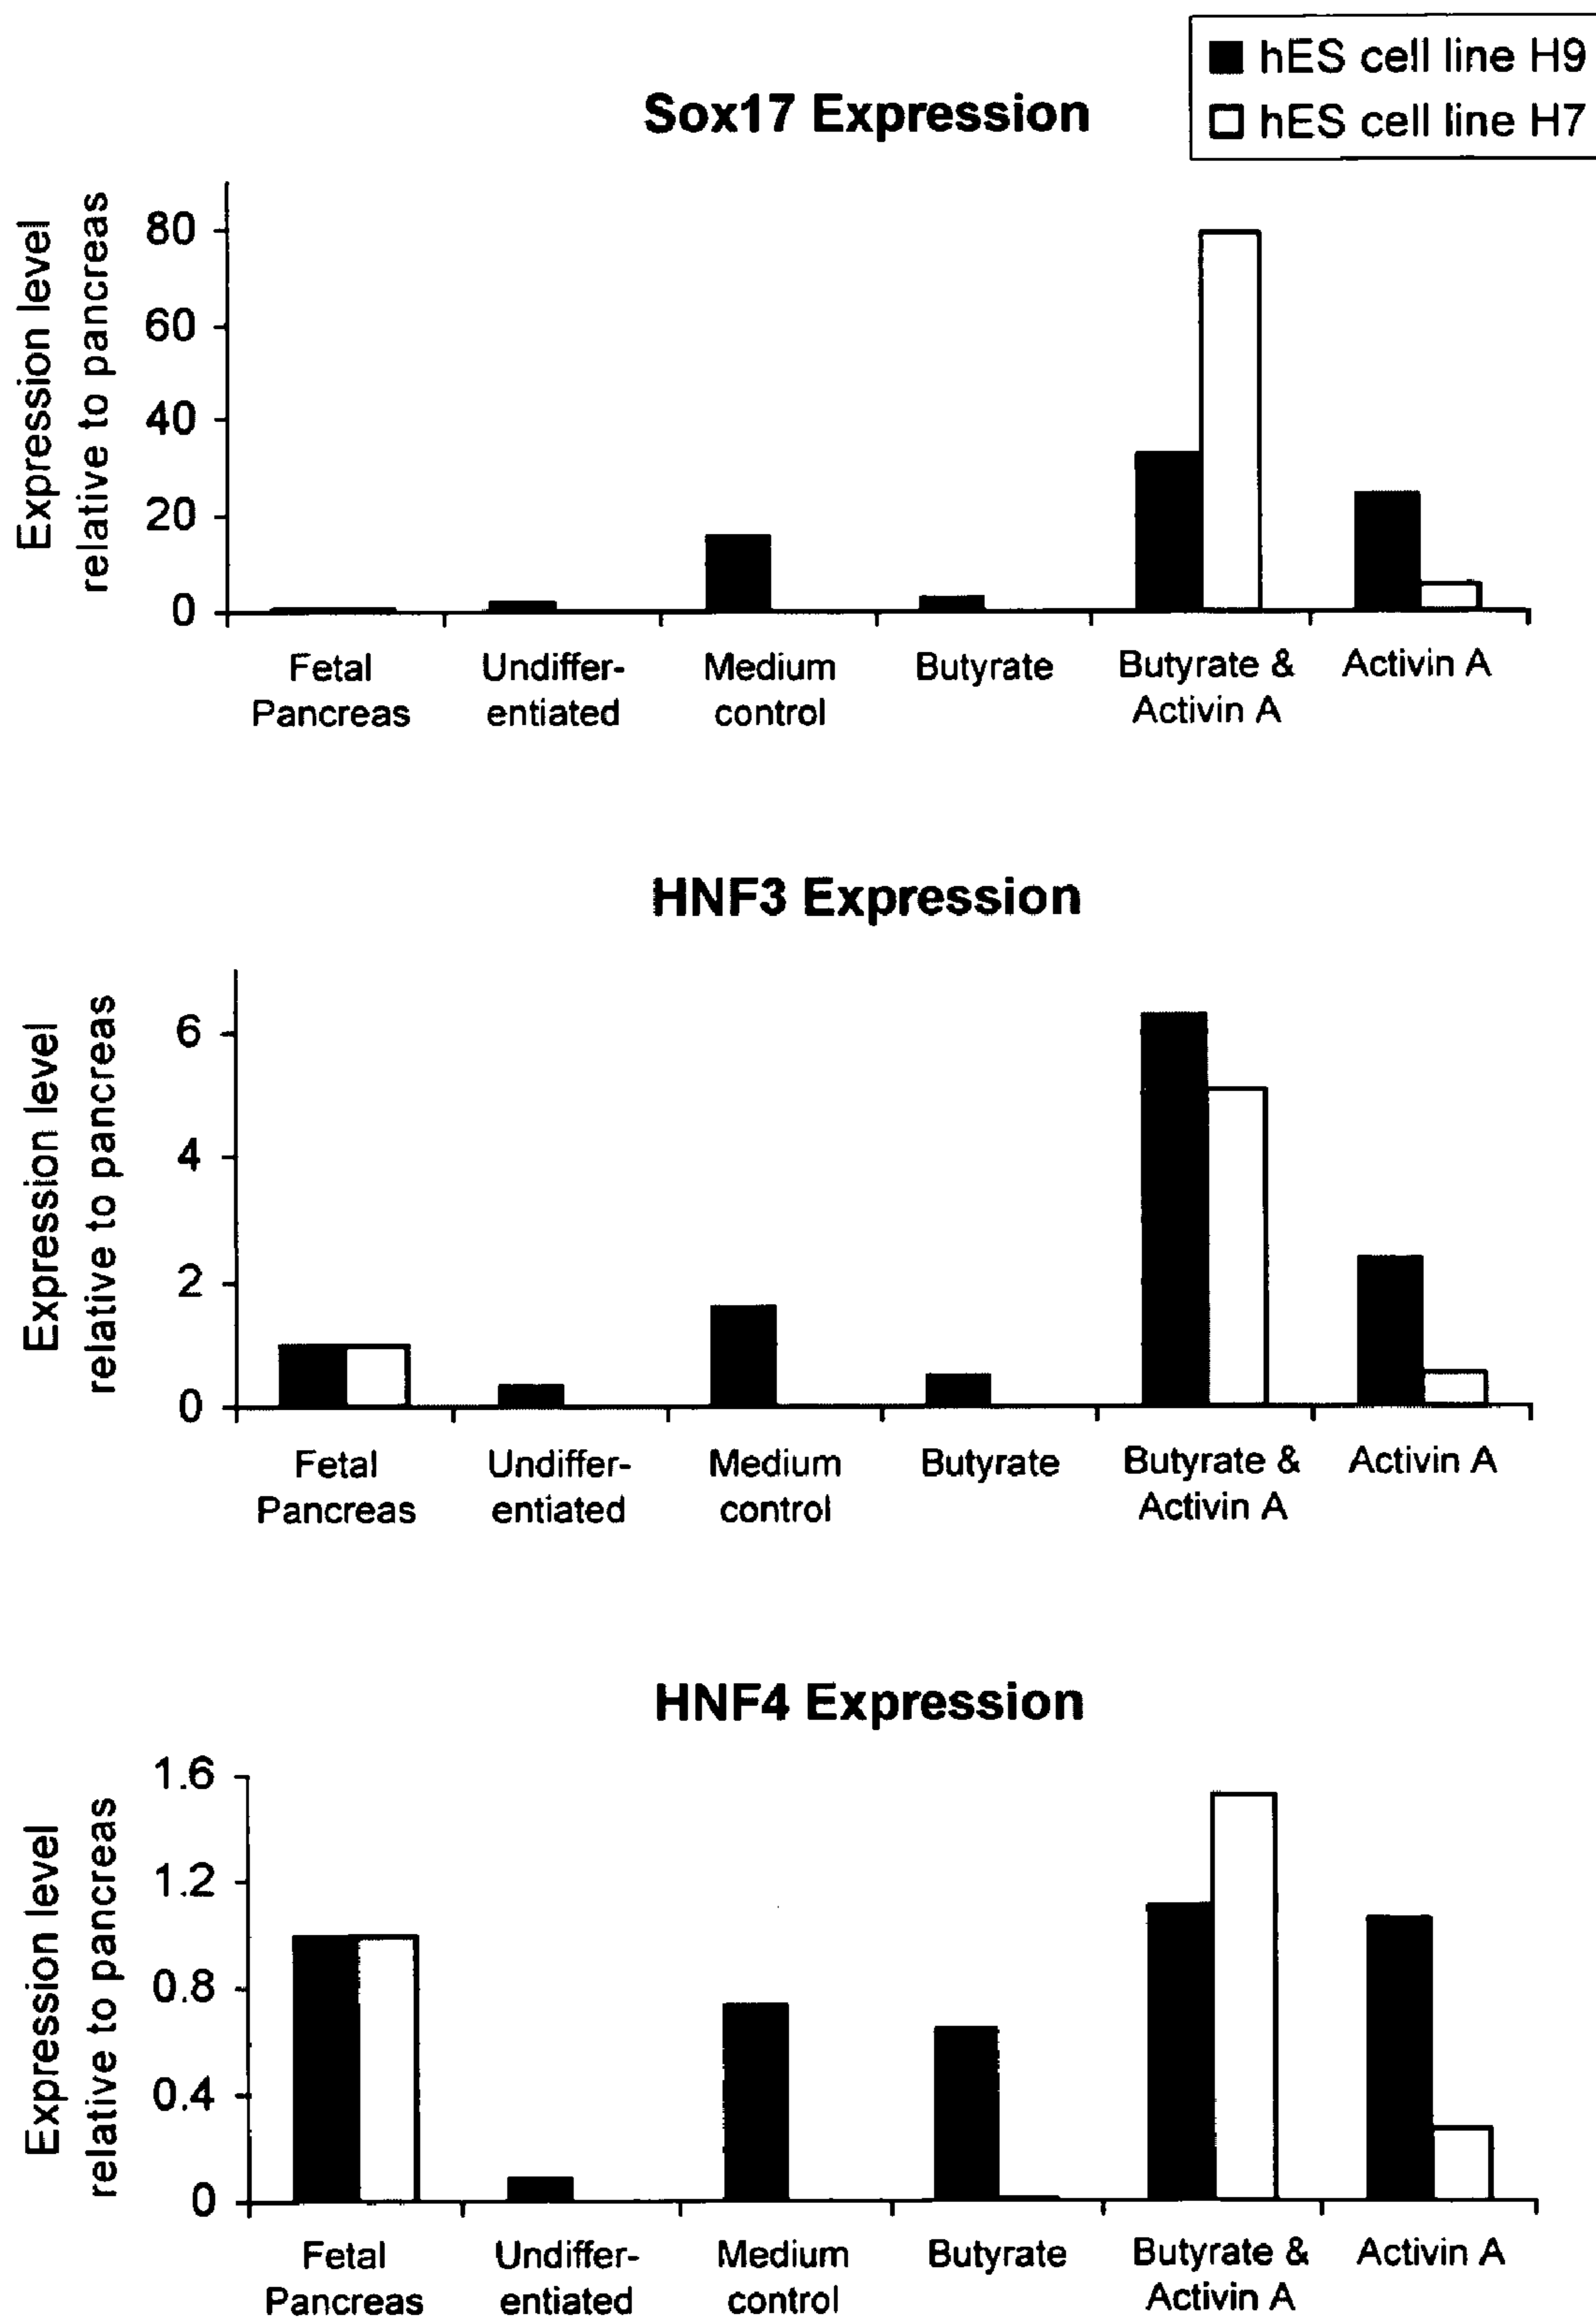 hES cell line H9
hES cell line H7
Sox17 Expression
Expression level
relative to pancreas
80
60
40
20
0
Fetal
Pancreas
Undiffer-
entiated
Medium
control
Butyrate
Butyrate &
Activin A
Activin A
HNF3 Expression
Expression level
relative to pancreas
6
4
2
0
Fetal
Pancreas
Undiffer-
entiated
Medium
control
Butyrate
Butyrate &
Activin A
Activin A
HNF4 Expression
Expression level
relative to pancreas
1.6
1.2
0.8
0.4
0
Fetal
Pancreas
Undiffer-
entiated
Medium
control
Butyrate
Butyrate &
Activin A
Activin A